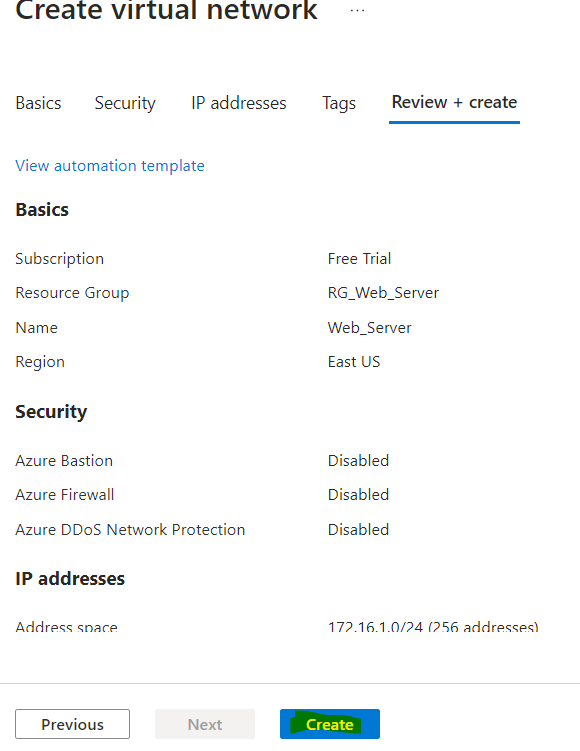 Create virtual network ...
Basics Security IP addresses Tags Review + create
View automation template
Basics
Subscription Free Trial
Resource Group RG_Web_Server
Name Web_Server
Region East US
Security
Azure Bastion Disabled
Azure Firewall Disabled
Azure DDoS Network Protection Disabled
IP addresses
Address space 172.16.1.0/24 (256 addresses)
Previous Next Create